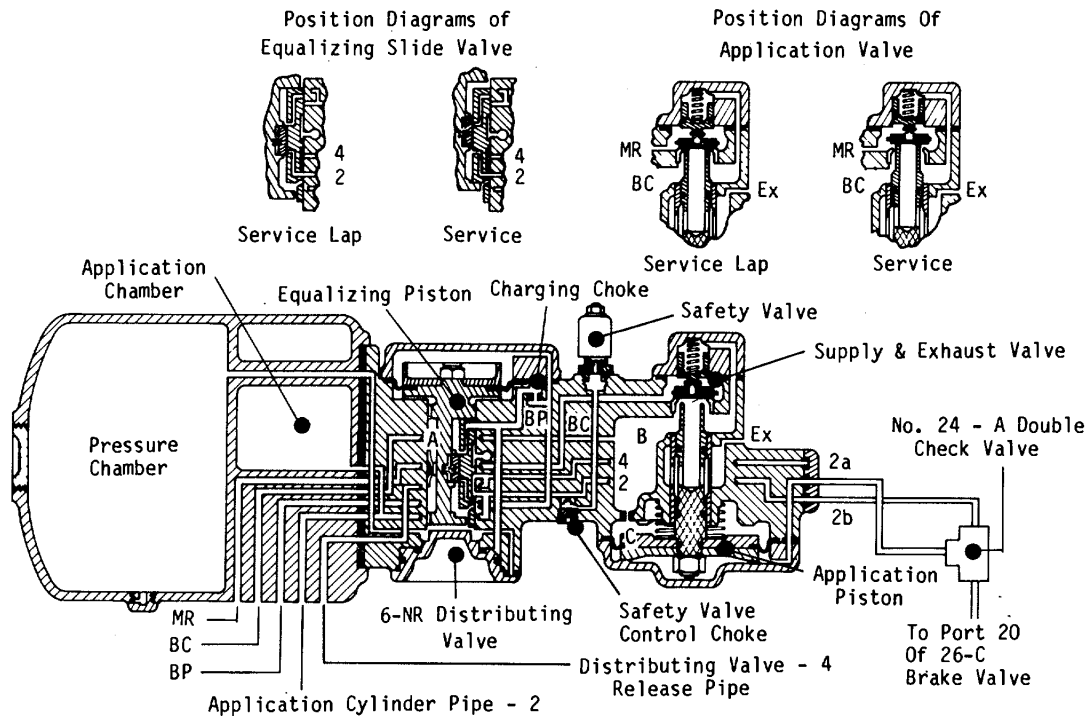 Position Diagrams of
Equalizing Slide Valve
Position Diagrams Of
Application Valve
4
2
4
2
MR
BC
Ex
MR
BC
Ex
Service Lap
Service
Service Lap
Service
Application
Chamber
Equalizing Piston
Charging Choke
Safety Valve
Supply & Exhaust Valve
Pressure
Chamber
A
BP
BC
B
Ex
4
2
C
2a
2b
No. 24 - A Double
Check Valve
MR
BC
BP
6-NR Distributing
Valve
Safety Valve
Control Choke
Application
Piston
To Port 20
Of 26-C
Brake Valve
Distributing Valve - 4
Release Pipe
Application Cylinder Pipe - 2